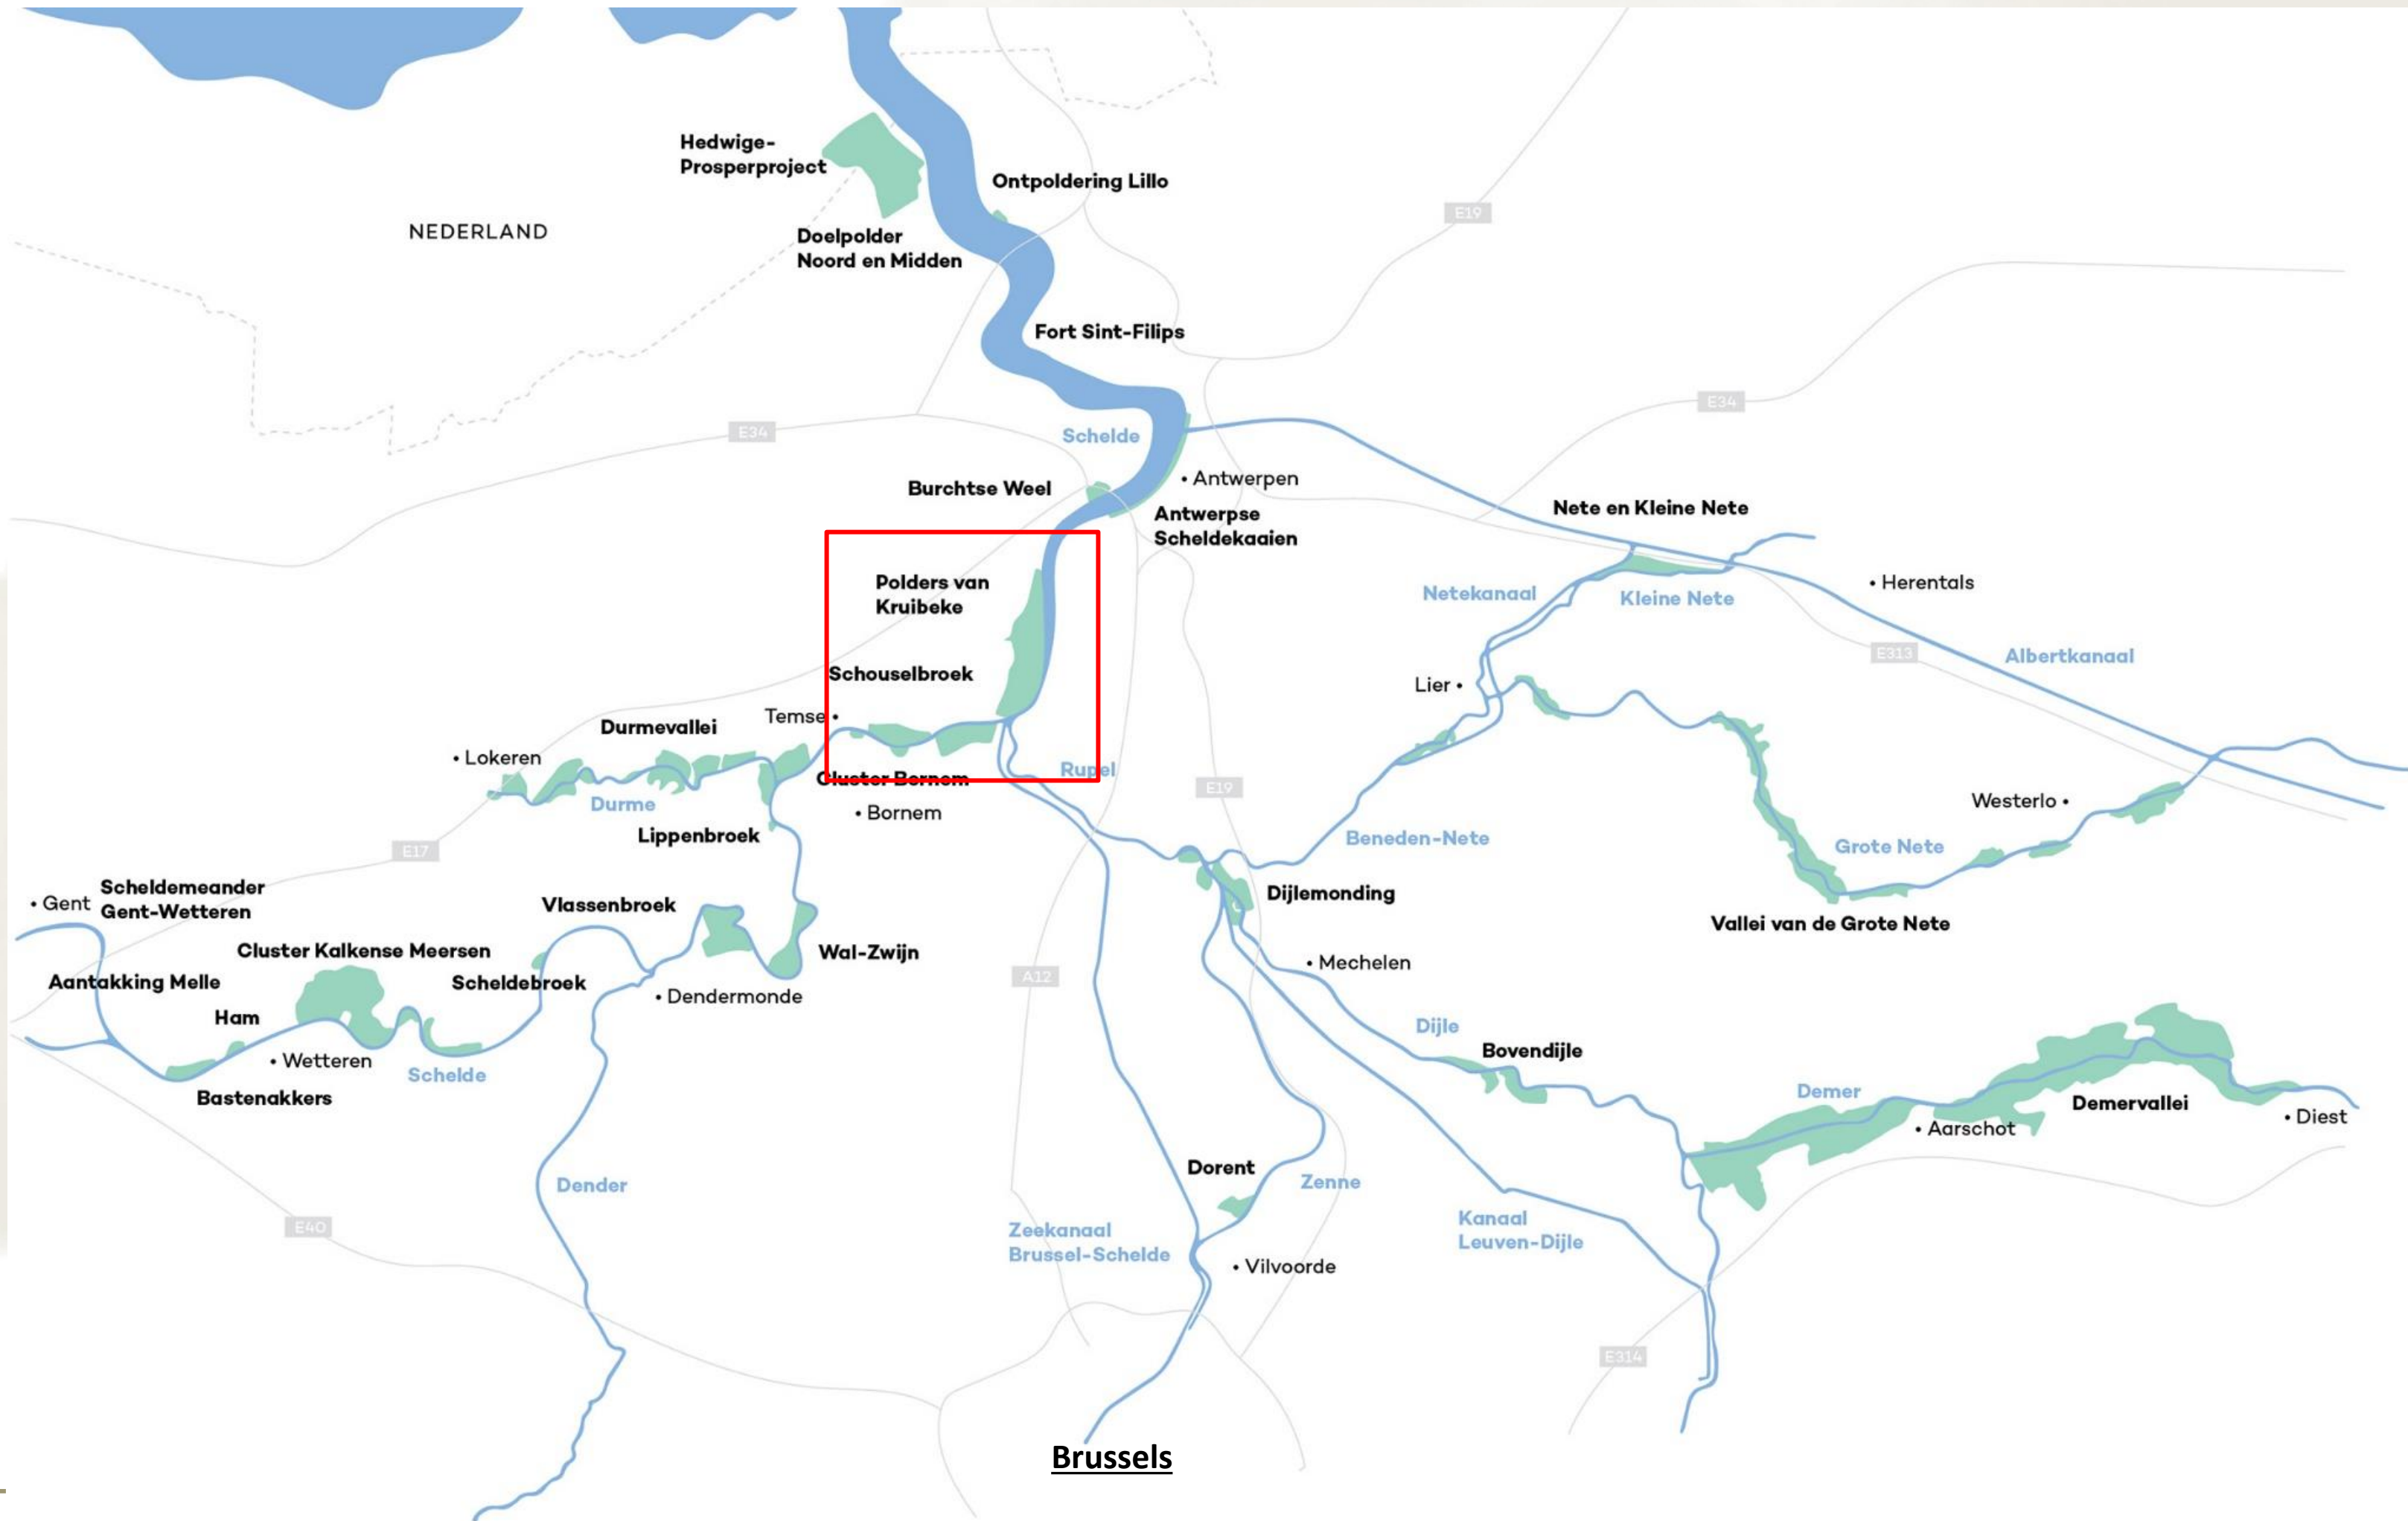 Hedwige-
Prosperproject
Ontpoldering Lillo
NEDERLAND
Doelpolder
Noord en Midden
E19
Fort Sint-Filips
E34
E34
Schelde
Burchtse Weel
• Antwerpen
Antwerpse
Scheldekaaien
Nete en Kleine Nete
Polders van
Kruibeke
Netekanaal
Kleine Nete
• Herentals
E313
Albertkanaal
Schouselbroek
Lier •
Temse •
Durmevallei
• Lokeren
Cluster Bornem
Rupel
E19
Durme
• Bornem
Westerlo •
Lippenbroek
Beneden-Nete
Grote Nete
E17
Scheldemeander
Gent-Wetteren
• Gent
Vlassenbroek
Dijlemonding
Vallei van de Grote Nete
Cluster Kalkense Meersen
Wal-Zwijn
• Mechelen
Aantakking Melle
Scheldebroek
A12
• Dendermonde
Ham
Dijle
Bovendijle
• Wetteren
Schelde
Bastenakkers
Demer
Demervallei
• Diest
• Aarschot
Dorent
Dender
Zenne
E40
Zeekanaal
Brussel-Schelde
Kanaal
Leuven-Dijle
• Vilvoorde
E314
Brussels